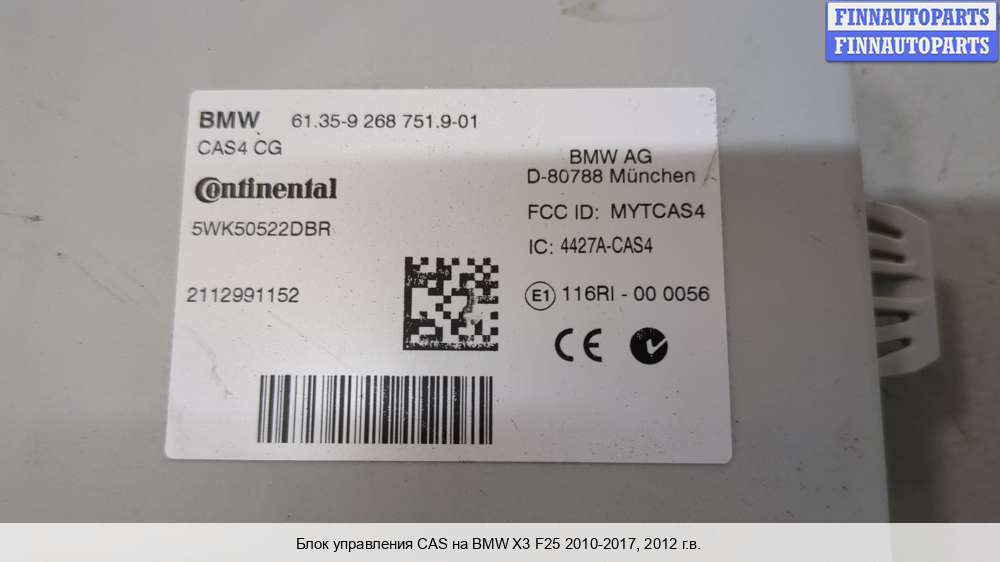 FINNAUTOPARTS
FINNAUTOPARTS
BMW 61.35-9 268 751.9-01
CAS4 CG
Continental
5WK50522DBR
2112991152
BMW AG
D-80788 München
FCC ID: MYTCAS4
IC: 4427A-CAS4
E1 116RI - 00 0056
CE
Блок управления CAS на BMW X3 F25 2010-2017, 2012 г.в.